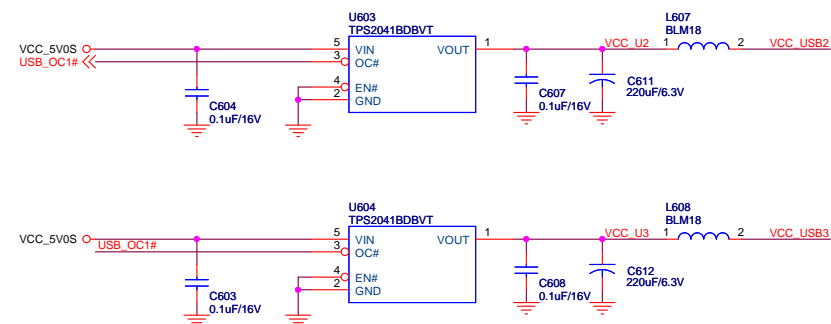 U603
TPS2041BDBVT
L607
BLM18
VCC_5V0S
USB_OC1#
5
3
4
2
VIN
OC#
EN#
GND
VOUT
1
VCC_U2
1
2
VCC_USB2
C604
0.1uF/16V
C607
0.1uF/16V
C611
220uF/6.3V
U604
TPS2041BDBVT
L608
BLM18
VCC_5V0S
USB_OC1#
5
3
4
2
VIN
OC#
EN#
GND
VOUT
1
VCC_U3
1
2
VCC_USB3
C603
0.1uF/16V
C608
0.1uF/16V
C612
220uF/6.3V